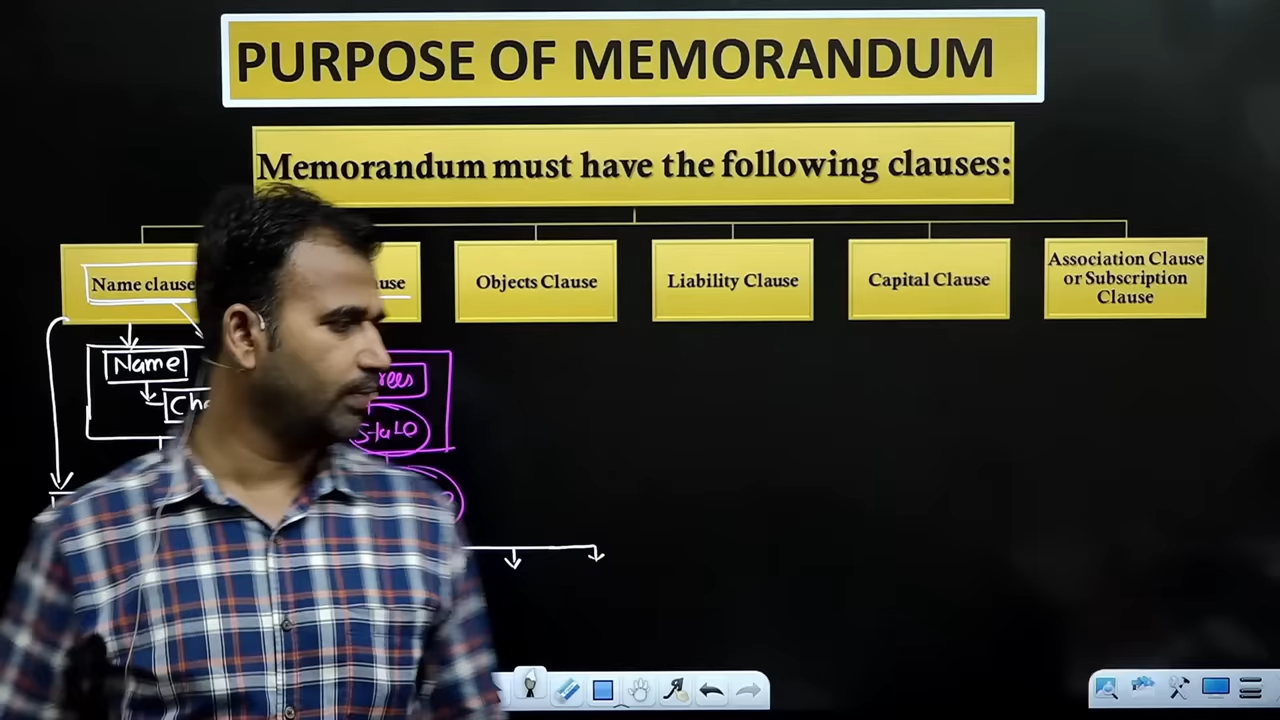 PURPOSE OF MEMORANDUM
Memorandum must have the following clauses:
Name clause
Objects Clause
Liability Clause
Capital Clause
Association Clause
or Subscription
Clause
Name